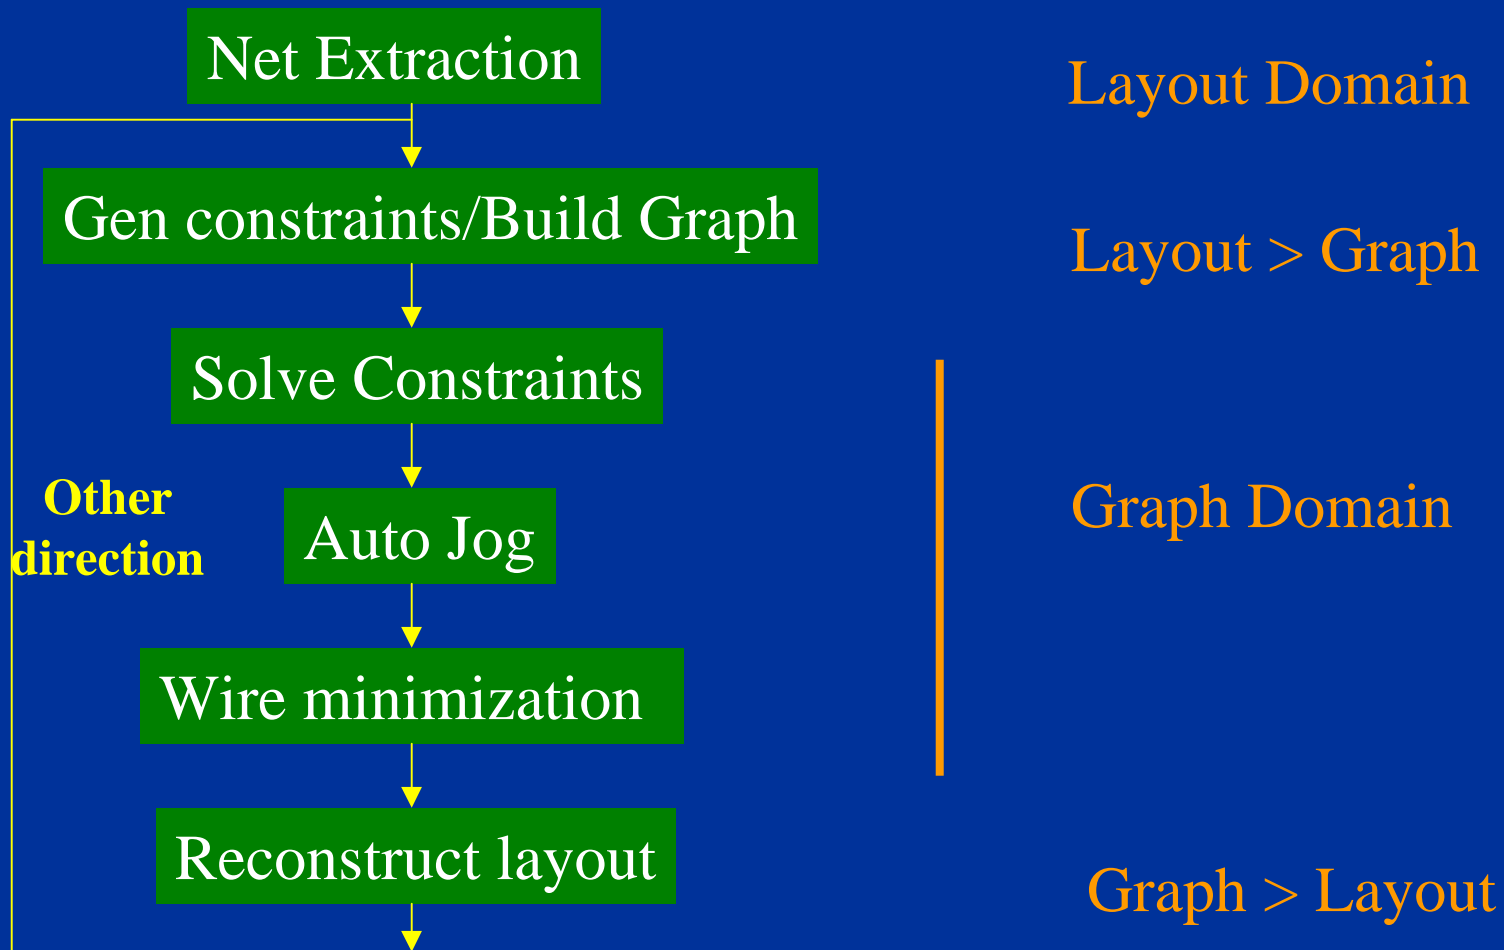 Net Extraction
Layout Domain
Gen constraints/Build Graph
Layout > Graph
Solve Constraints
Other
direction
Auto Jog
Graph Domain
Wire minimization
Reconstruct layout
Graph > Layout